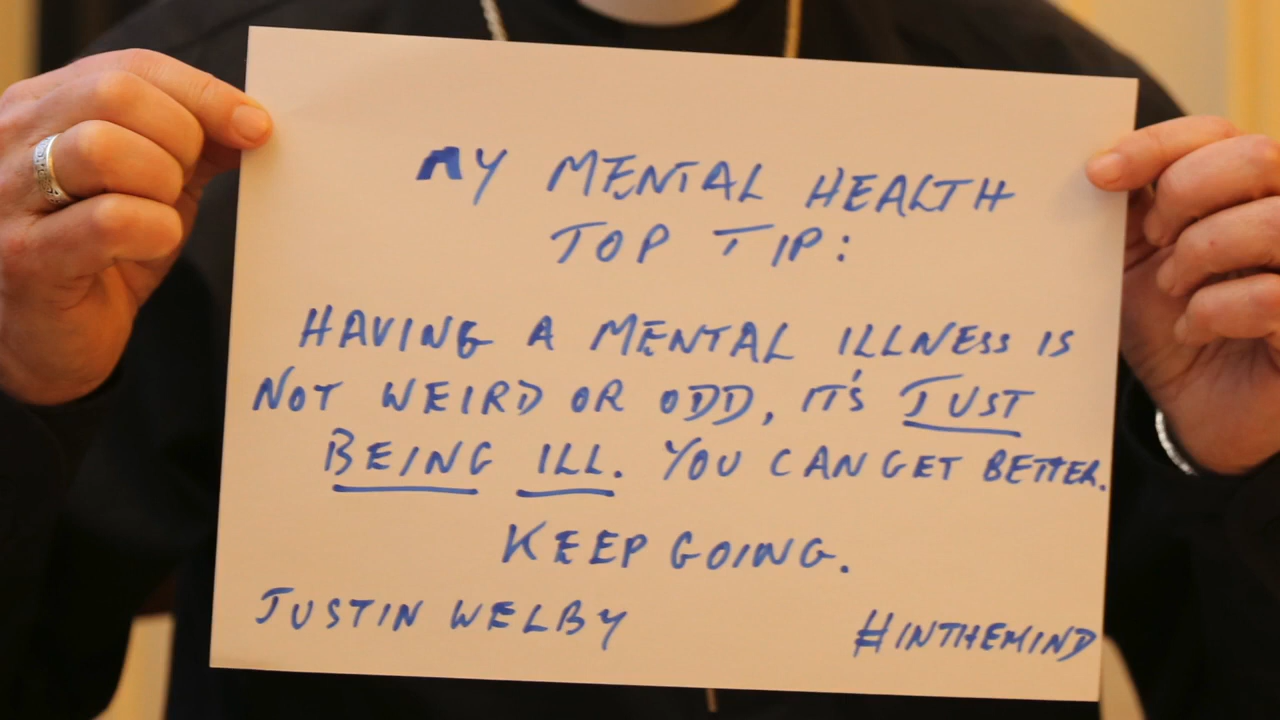 MY MENTAL HEALTH
TOP TIP:
HAVING A MENTAL ILLNESS IS
NOT WEIRD OR ODD, IT'S JUST
BEING ILL. YOU CAN GET BETTER.
KEEP GOING.
JUSTIN WELBY #INTHEMIND